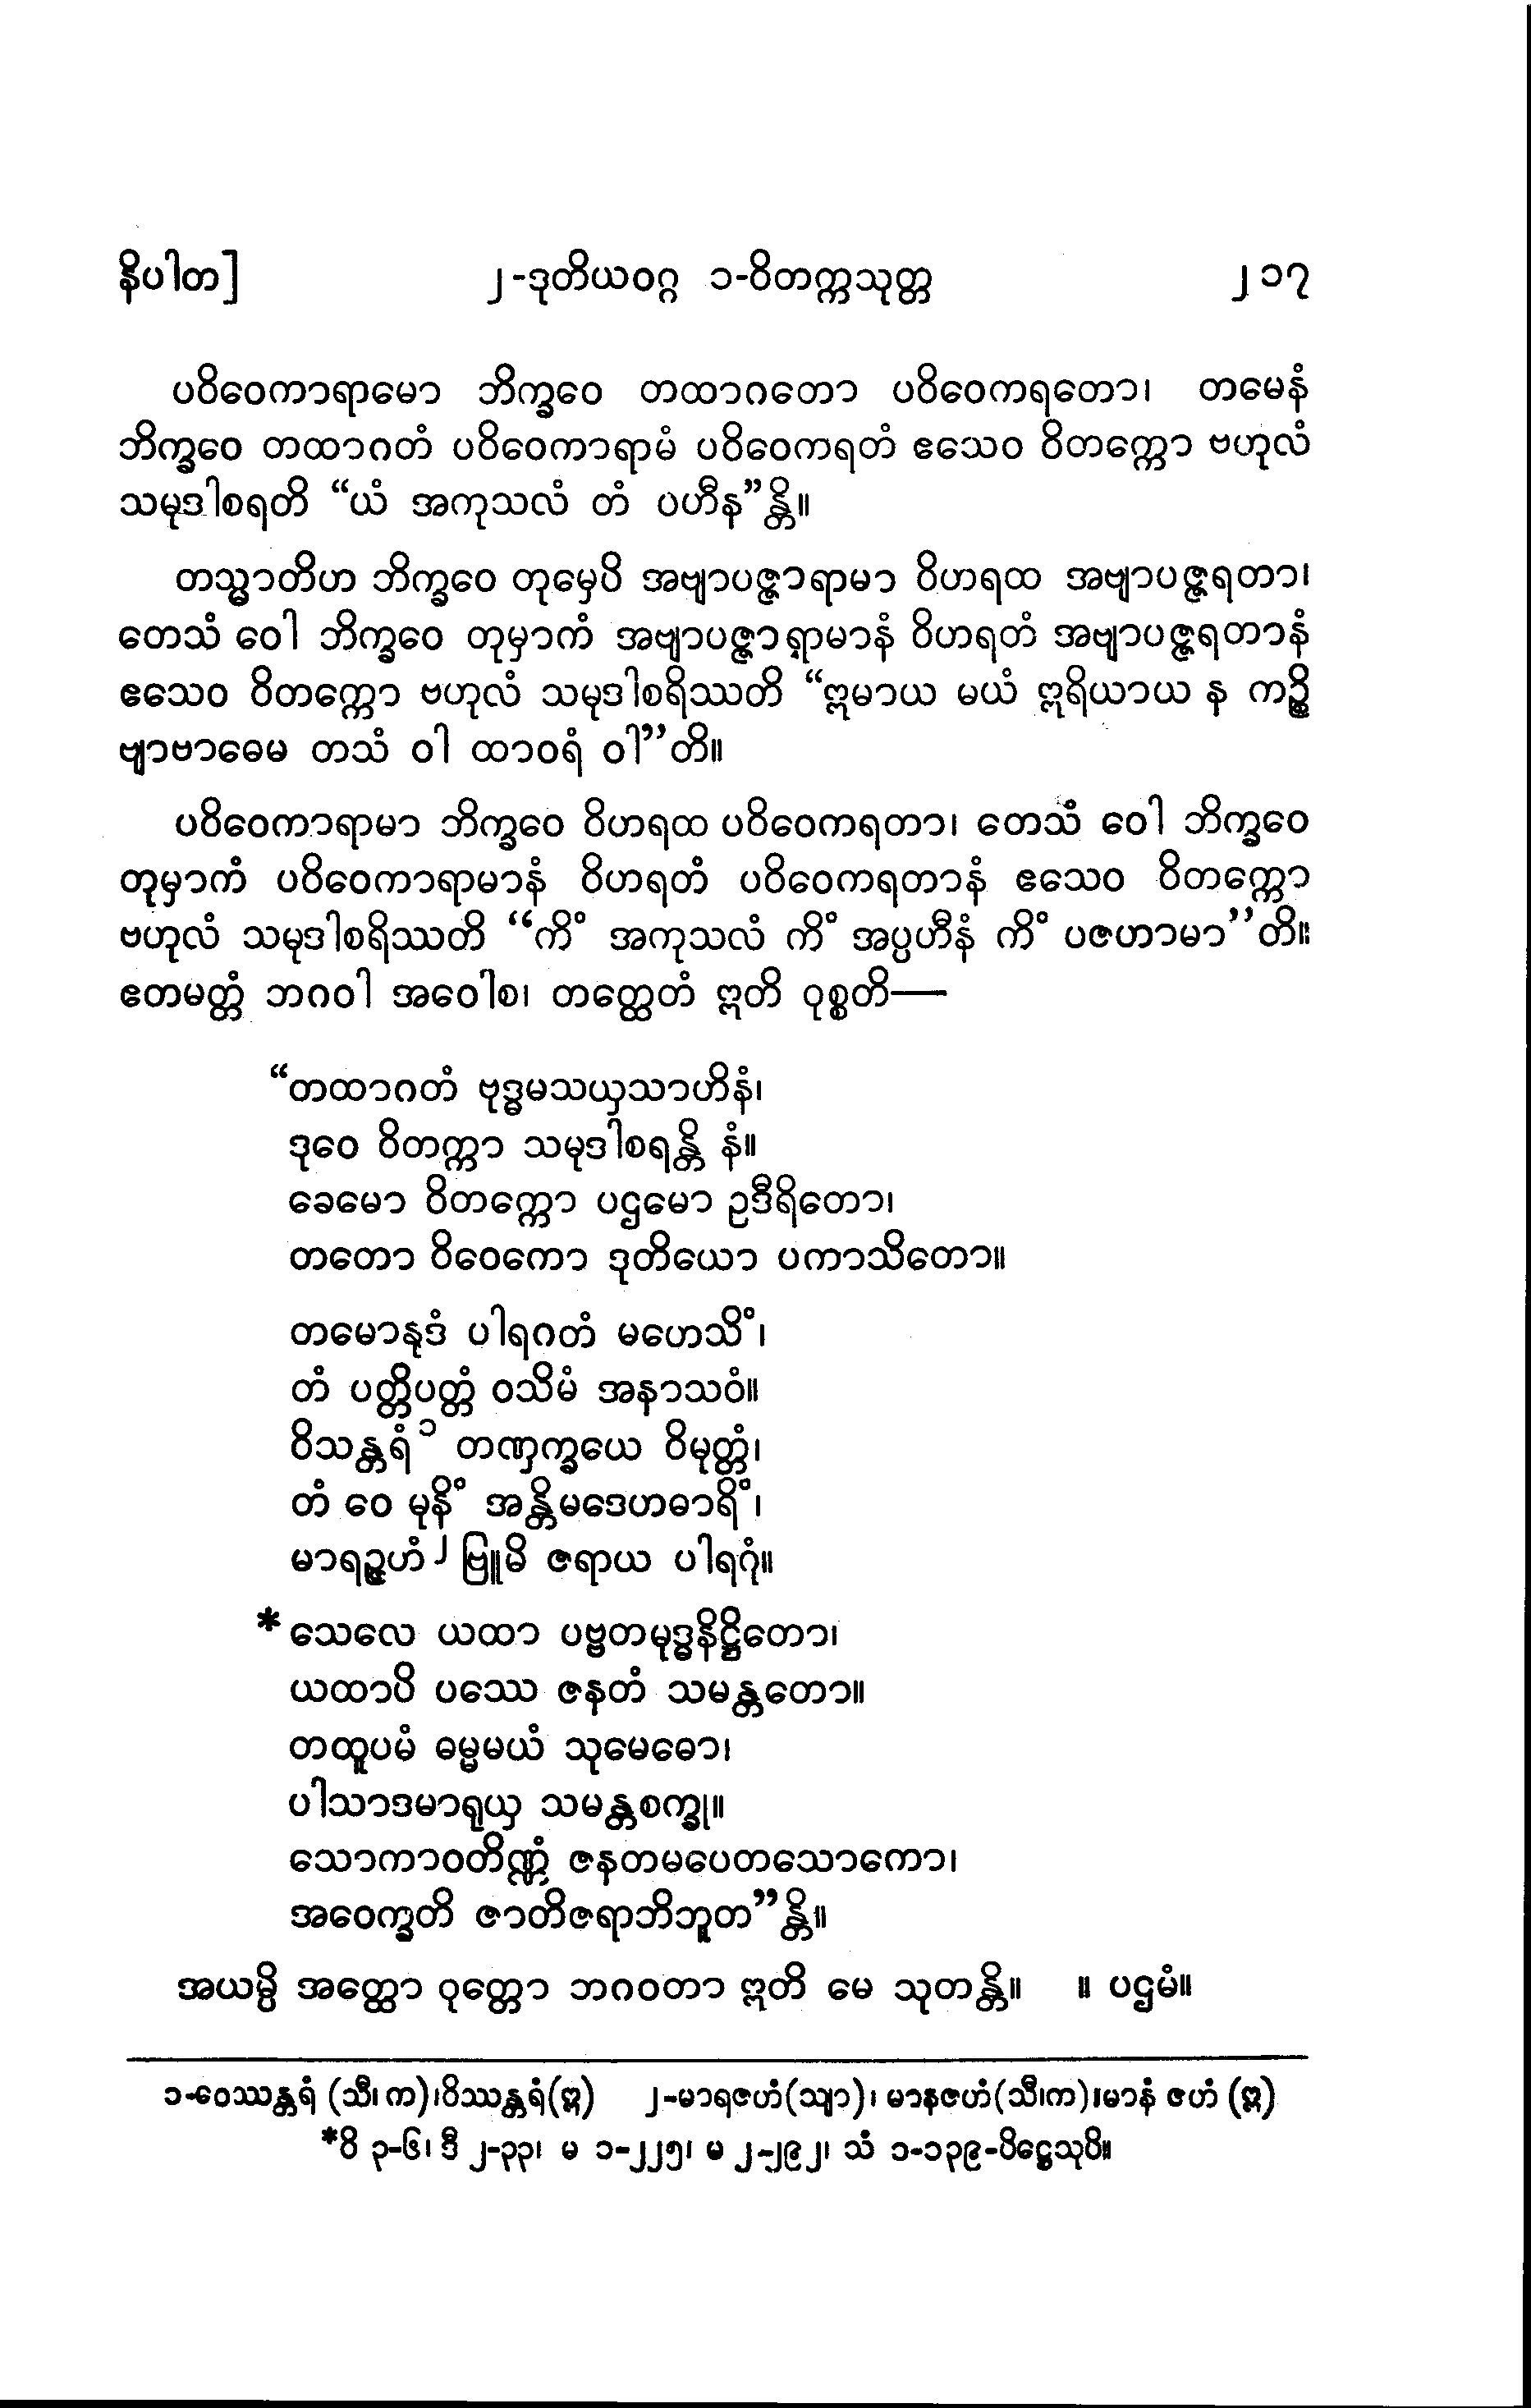 နိပါတ] ၂-ဒုတိယဝဂ္ဂ ၁-ဝိတက္ကသုတ္တ ၂၁၇
ပဝိဝေကာရာမော ဘိက္ခဝေ တထာဂတော ပဝိဝေကရတော၊ တမေနံ
ဘိက္ခဝေ တထာဂတံ ပဝိဝေကာရာမံ ပဝိဝေကရတံ ဧသေဝ ဝိတက္ကော ဗဟုလံ
သမုဒါစရတိ “ယံ အကုသလံ တံ ပဟီန”န္တိ။
တသ္မာတိဟ ဘိက္ခဝေ တုမှေပိ အဗျာပဇ္ဇာရာမာ ဝိဟရထ အဗျာပဇ္ဇရတာ၊
တေသံ ဝေါ ဘိက္ခဝေ တုမှာကံ အဗျာပဇ္ဇာရာမာနံ ဝိဟရတံ အဗျာပဇ္ဇရတာနံ
ဧသေဝ ဝိတက္ကော ဗဟုလံ သမုဒါစရိဿတိ “ဣမာယ မယံ ဣရိယာယ န ကဉ္စိ
ဗျာဗာဓေမ တသံ ဝါ ထာဝရံ ဝါ”တိ။
ပဝိဝေကာရာမာ ဘိက္ခဝေ ဝိဟရထ ပဝိဝေကရတာ၊ တေသံ ဝေါ ဘိက္ခဝေ
တုမှာကံ ပဝိဝေကာရာမာနံ ဝိဟရတံ ပဝိဝေကရတာနံ ဧသေဝ ဝိတက္ကော
ဗဟုလံ သမုဒါစရိဿတိ “ကိံ အကုသလံ ကိံ အပ္ပဟီနံ ကိံ ပဇဟာမာ”တိ။
ဧတမတ္ထံ ဘဂဝါ အဝေါစ၊ တတ္ထေတံ ဣတိ ဝုစ္စတိ—
“တထာဂတံ ဗုဒ္ဓမသယှသာဟိနံ၊
ဒုဝေ ဝိတက္ကာ သမုဒါစရန္တိ နံ။
ခေမော ဝိတက္ကော ပဌမော ဥဒီရိတော၊
တတော ဝိဝေကော ဒုတိယော ပကာသိတော။
တမောနုဒံ ပါရဂတံ မဟေသိံ၊
တံ ပတ္တိပတ္တံ ဝသိမံ အနာသဝံ။
ဝိသန္တရံ ၁ တဏှက္ခယေ ဝိမုတ္တံ၊
တံ ဝေ မုနိံ အန္တိမဒေဟဓာရိံ၊
မာရဉ္ဇဟံ ၂ ဗြူမိ ဇရာယ ပါရဂုံ။
* သေလေ ယထာ ပဗ္ဗတမုဒ္ဓနိဋ္ဌိတော၊
ယထာပိ ပဿေ ဇနတံ သမန္တတော။
တထူပမံ ဓမ္မမယံ သုမေဓော၊
ပါသာဒမာရုယှ သမန္တစက္ခု။
သောကာဝတိဏ္ဏံ ဇနတမပေတသောကော၊
အဝေက္ခတိ ဇာတိဇရာဘိဘူတ”န္တိ။
အယမ္ပိ အတ္ထော ဝုတ္တော ဘဂဝတာ ဣတိ မေ သုတန္တိ။ ။ ပဌမံ။
၁-ဝေဿန္တရံ (သီ၊ က)၊ဝိဿန္တရံ(ဣ) ၂-မာရဇဟံ(သျာ)၊ မာနဇဟံ(သီ၊က)၊မာနံ ဇဟံ (ဣ)
*ဝိ ၃-၆၊ ဒီ ၂-၃၃၊ မ ၁-၂၂၅၊ မ ၂-၂၉၂၊ သံ ၁-၁၃၉-ပိဋ္ဌေသုပိ။